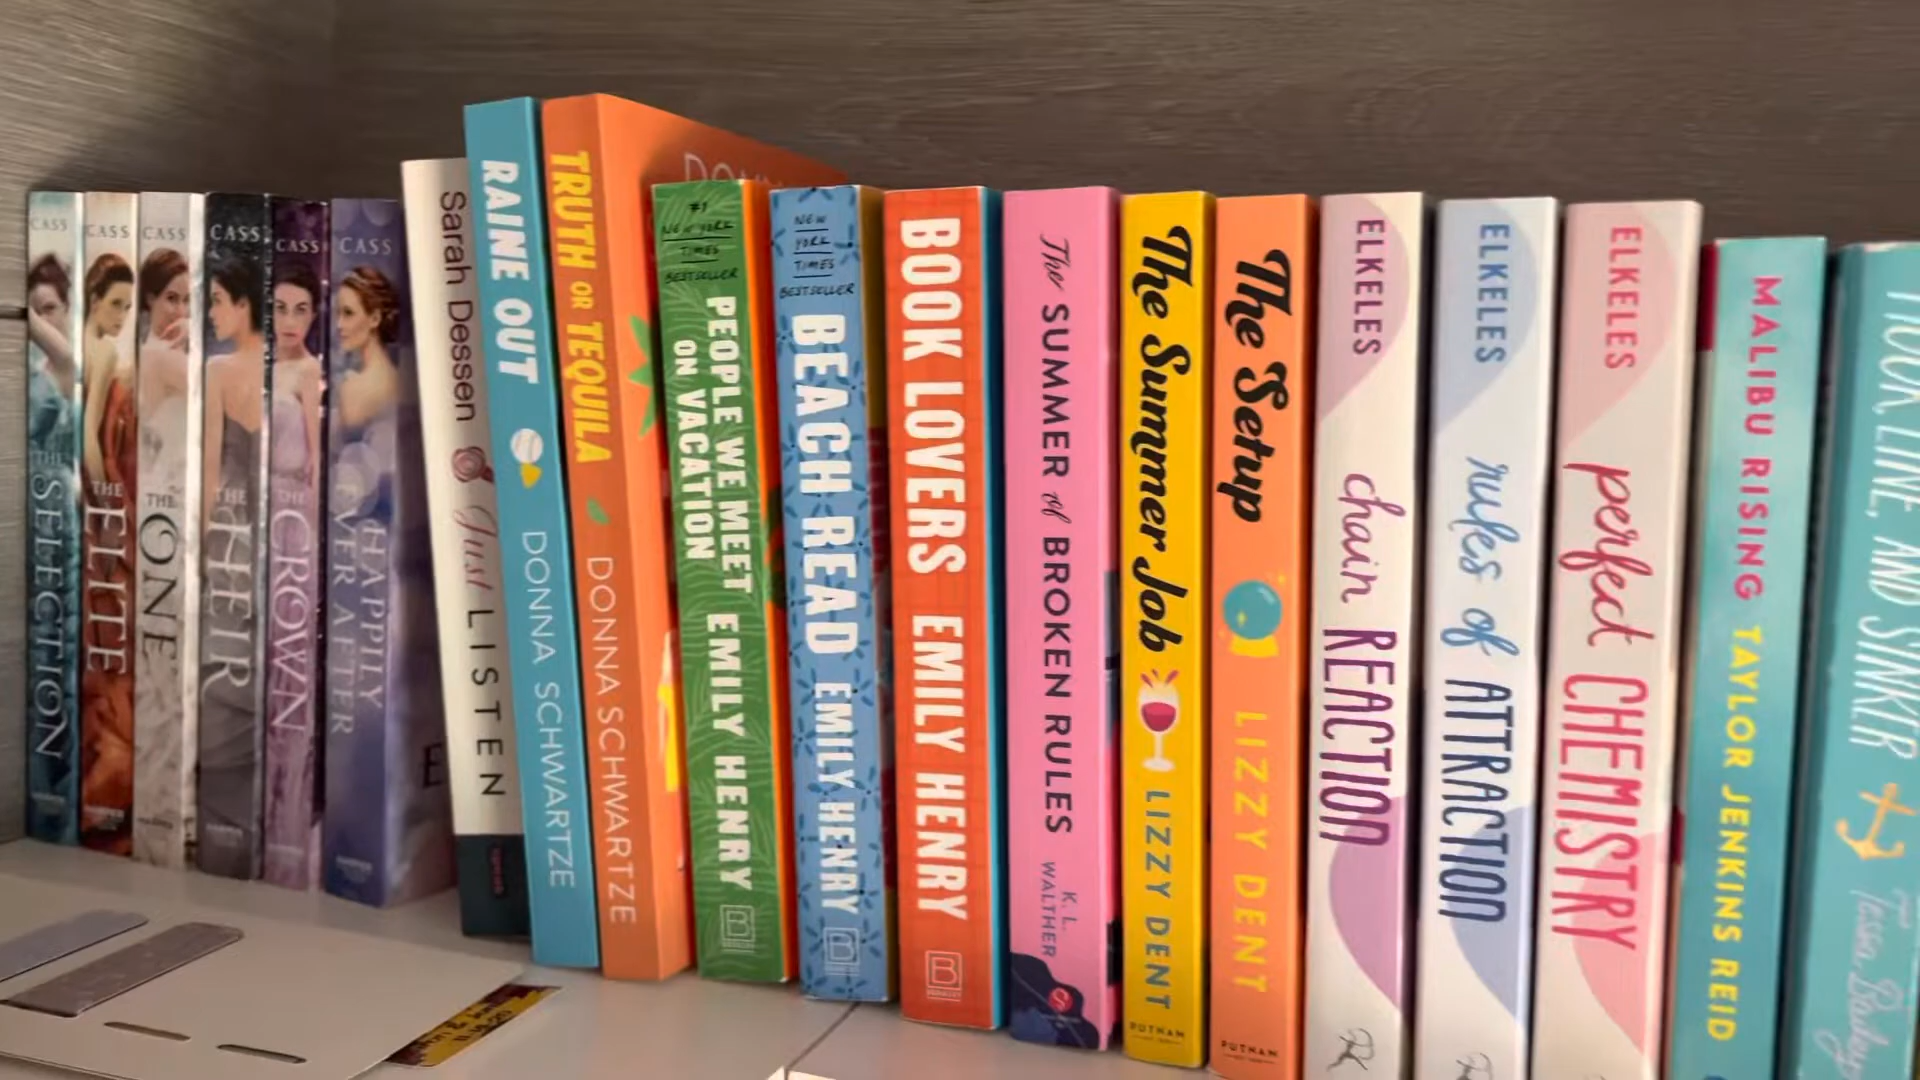 CASS
THE
SELECTION
CASS
THE
ELITE
CASS
THE
ONE
CASS
THE
HEIR
CASS
THE
CROWN
CASS
HAPPILY
EVER AFTER
E
Sarah Dessen
Just LISTEN
RAINE OUT
DONNA SCHWARTZE
TRUTH OR TEQUILA
DONNA SCHWARTZE
#1
NEW YORK
TIMES
BESTSELLER
PEOPLE WE MEET
ON VACATION
EMILY HENRY
B
BERKLEY
NEW
YORK
TIMES
BESTSELLER
BEACH READ
EMILY HENRY
B
BERKLEY
BOOK LOVERS
EMILY HENRY
B
BERKLEY
The SUMMER of BROKEN RULES
K. L.
WALTHER
The Summer Job
LIZZY DENT
PUTNAM
The Setup
LIZZY DENT
PUTNAM
ELKELES
chain REACTION
ELKELES
rules of ATTRACTION
ELKELES
perfect CHEMISTRY
MALIBU RISING
TAYLOR JENKINS REID
HOOK, LINE, AND SINKER
Tessa Bailey